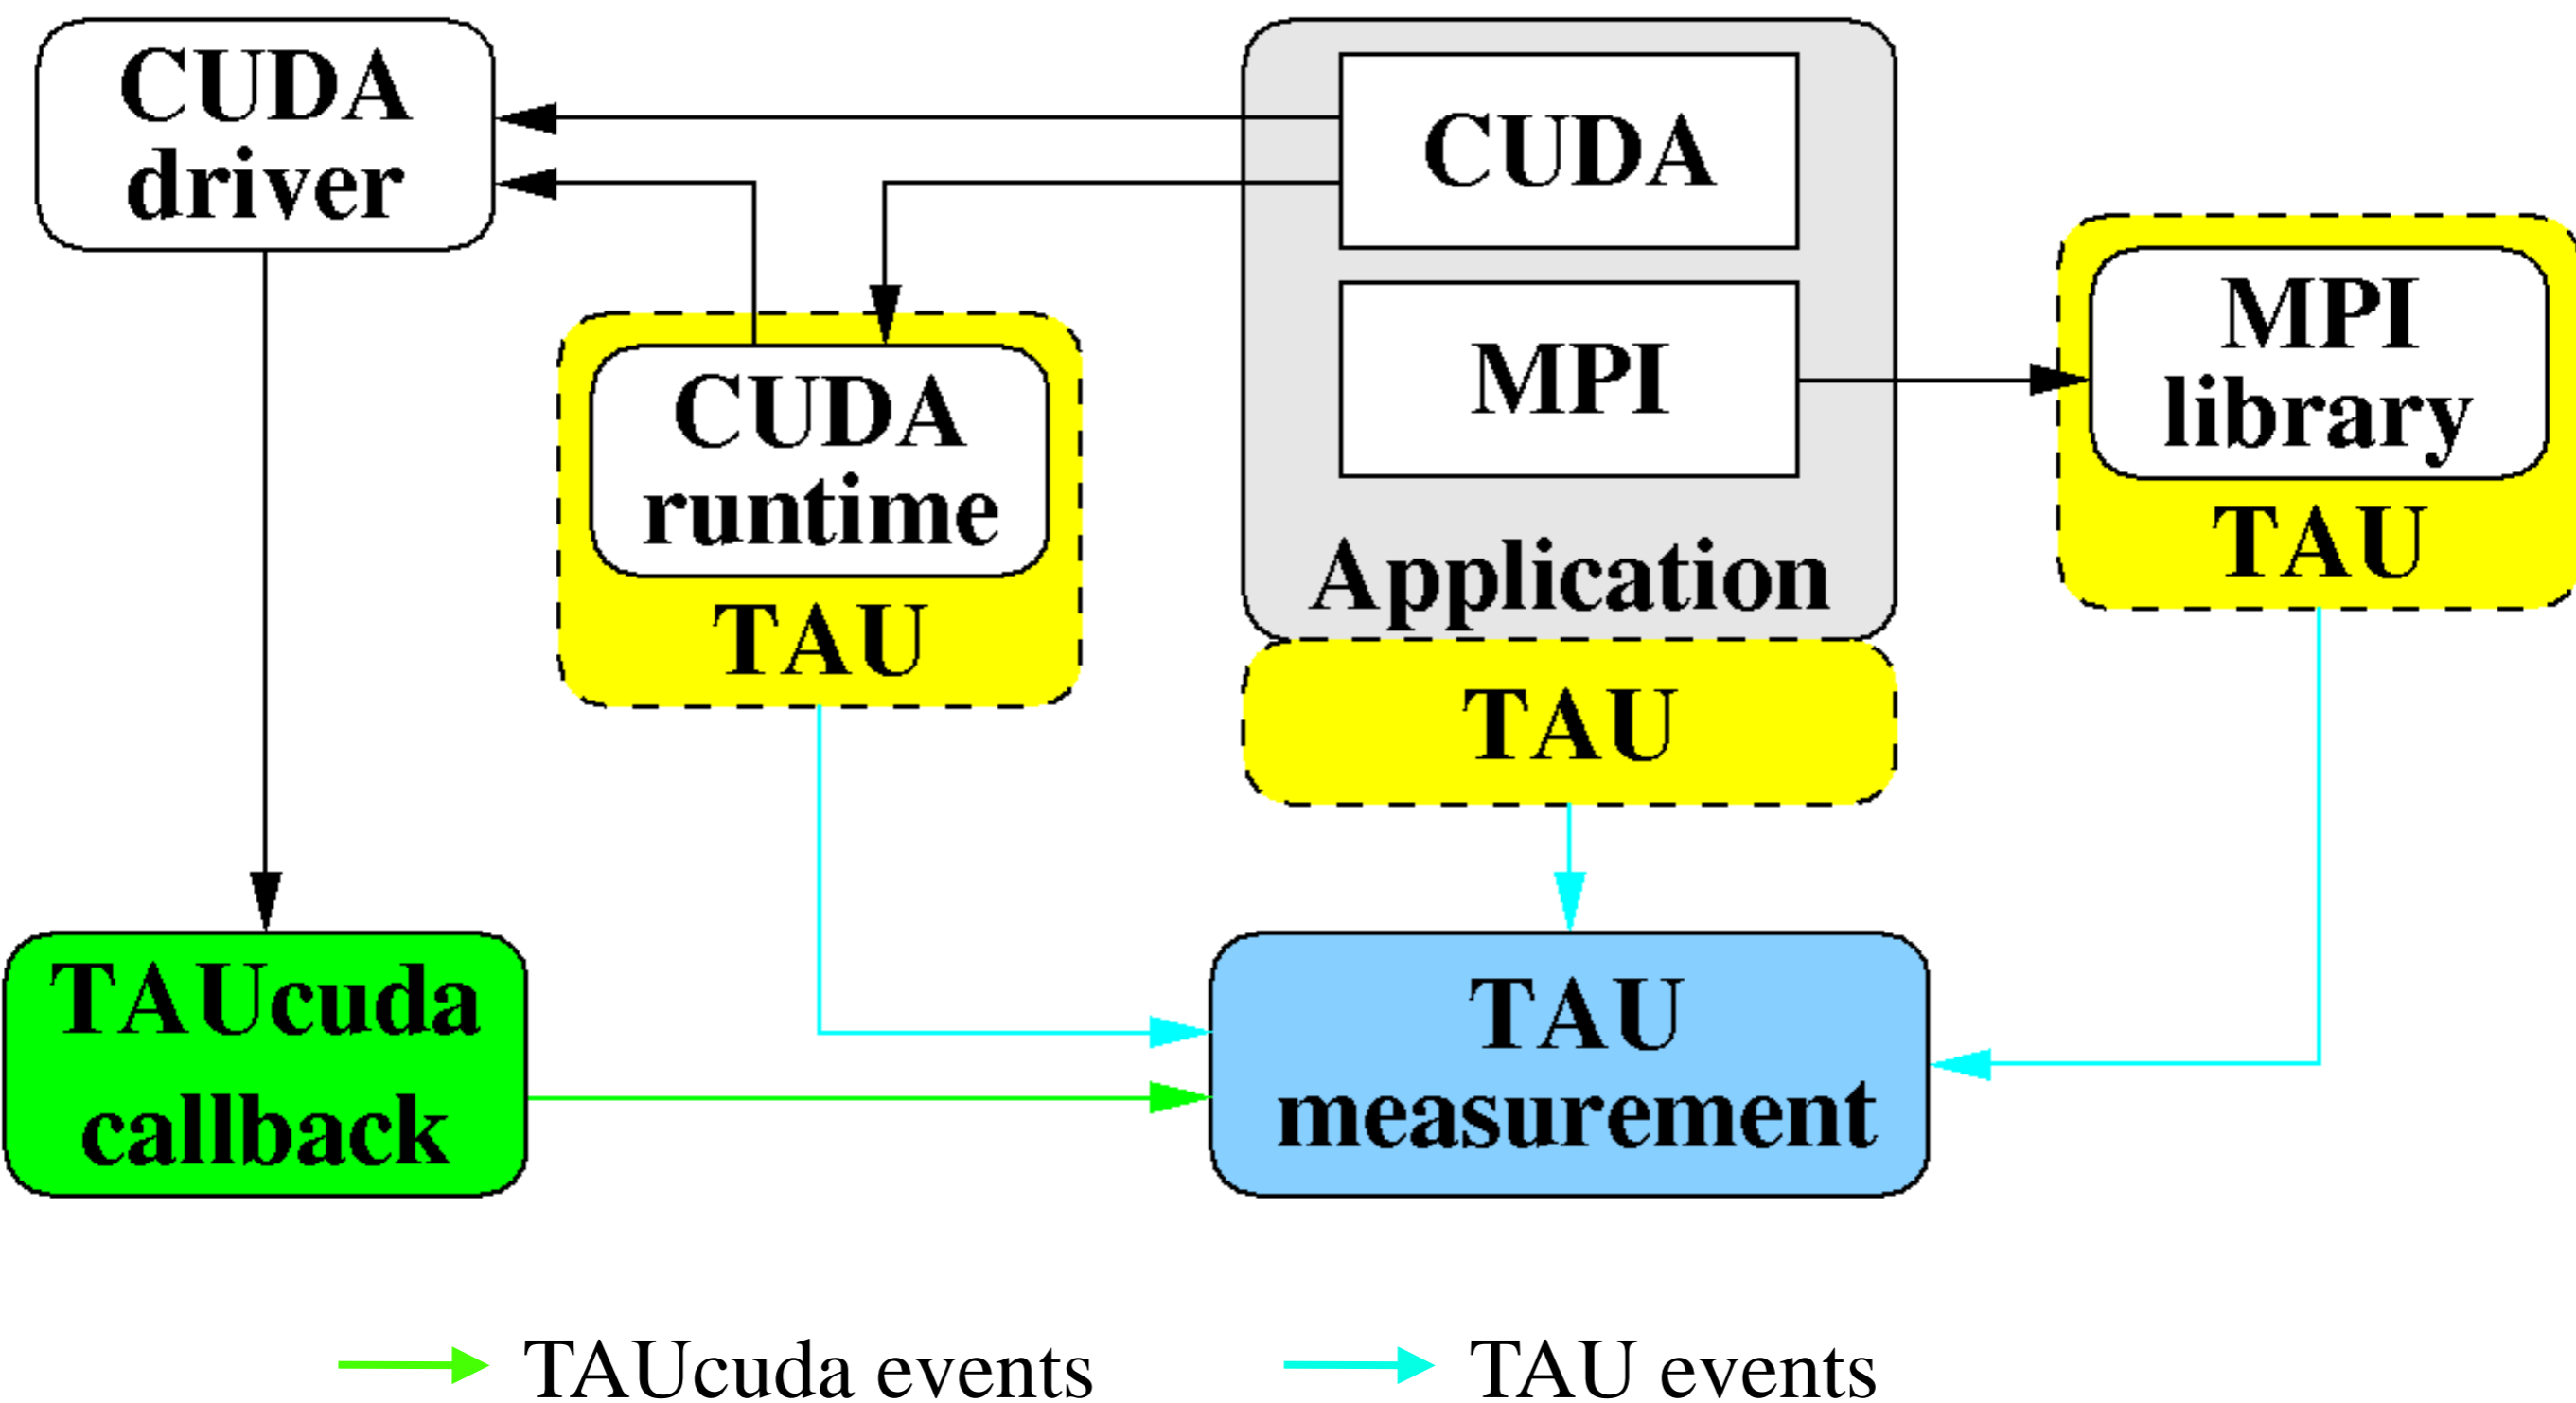 CUDA
driver
CUDA
MPI
Application
TAU
CUDA
runtime
TAU
MPI
library
TAU
TAUcuda
callback
TAU
measurement
TAUcuda events
TAU events